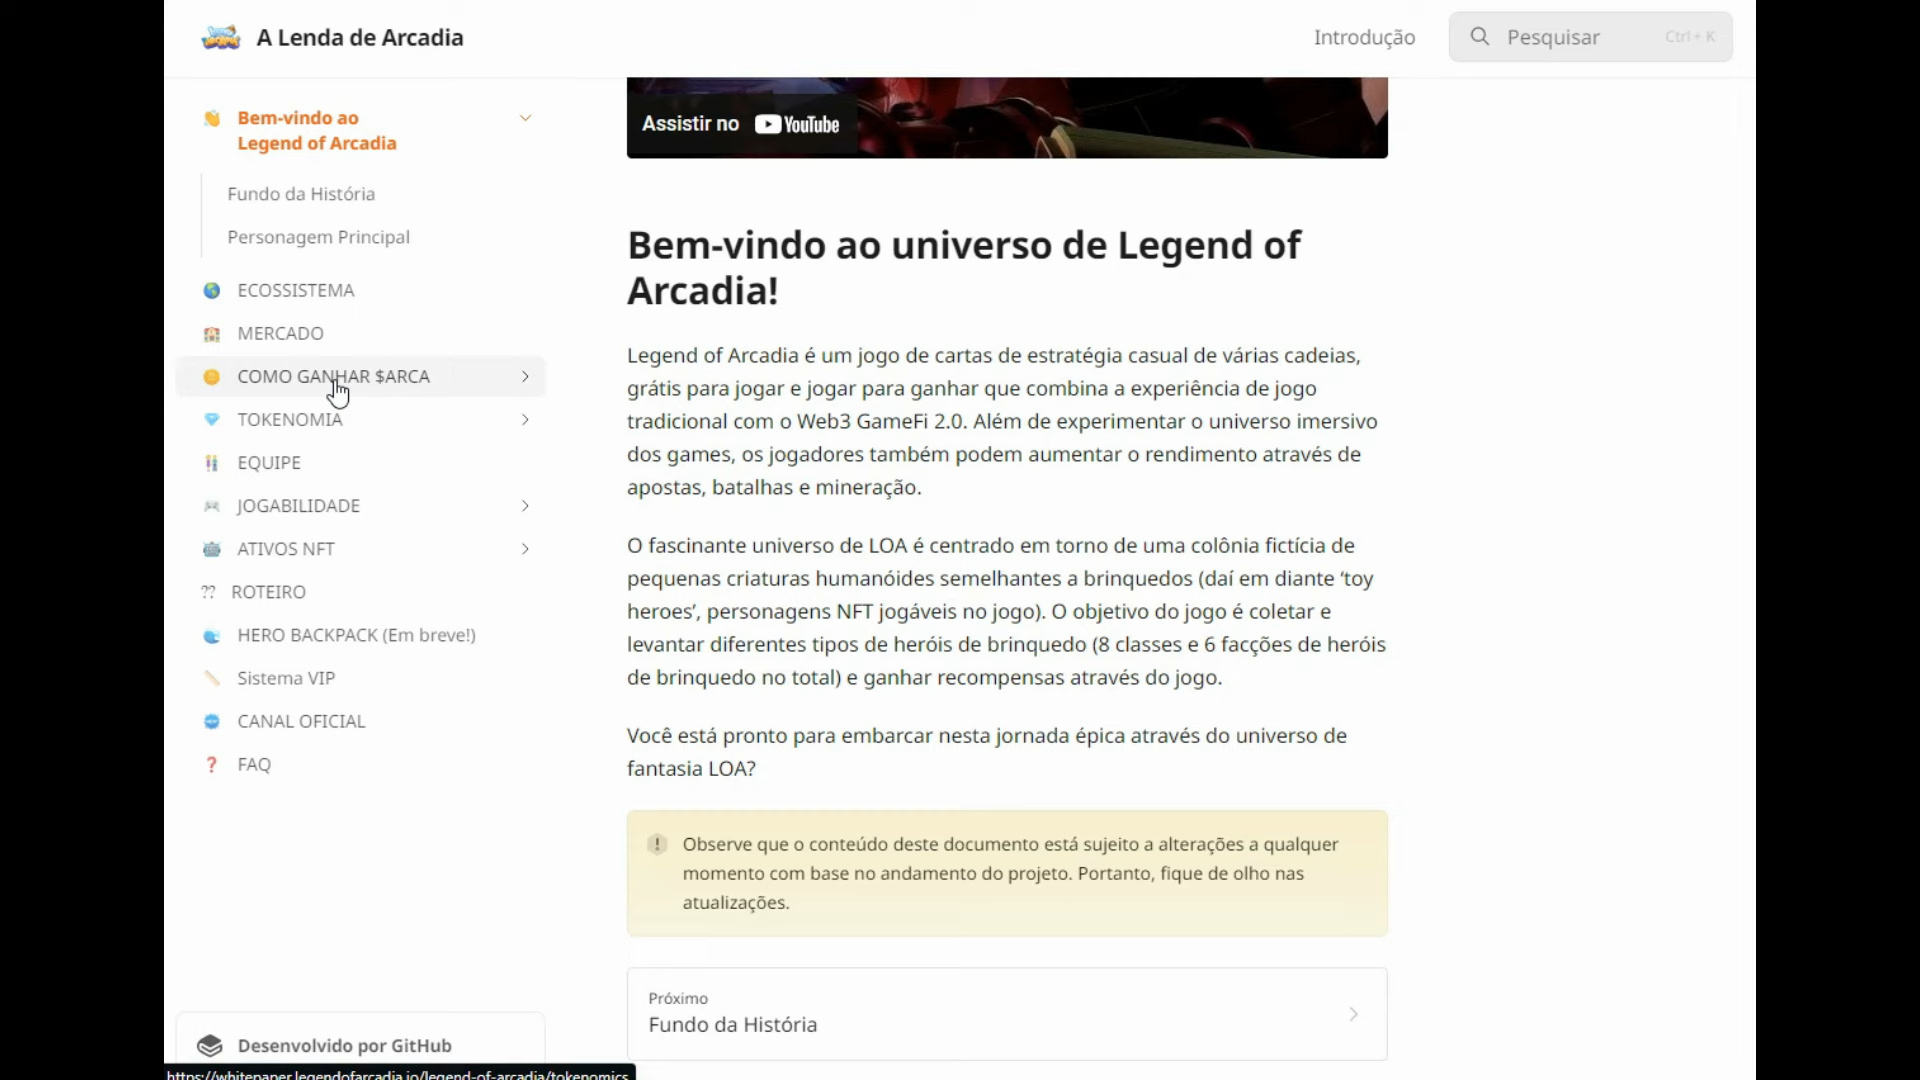 A Lenda de Arcadia
Introdução
Pesquisar
Ctrl + K
Bem-vindo ao
Legend of Arcadia
Fundo da História
Personagem Principal
ECOSSISTEMA
MERCADO
COMO GANHAR $ARCA
TOKENOMIA
EQUIPE
JOGABILIDADE
ATIVOS NFT
?? ROTEIRO
HERO BACKPACK (Em breve!)
Sistema VIP
CANAL OFICIAL
FAQ
Desenvolvido por GitHub
https://whitepaper.legendofarcadia.io/legend-of-arcadia/tokenomics
Assistir no YouTube
Bem-vindo ao universo de Legend of
Arcadia!
Legend of Arcadia é um jogo de cartas de estratégia casual de várias cadeias,
grátis para jogar e jogar para ganhar que combina a experiência de jogo
tradicional com o Web3 GameFi 2.0. Além de experimentar o universo imersivo
dos games, os jogadores também podem aumentar o rendimento através de
apostas, batalhas e mineração.
O fascinante universo de LOA é centrado em torno de uma colônia fictícia de
pequenas criaturas humanóides semelhantes a brinquedos (daí em diante ‘toy
heroes’, personagens NFT jogáveis no jogo). O objetivo do jogo é coletar e
levantar diferentes tipos de heróis de brinquedo (8 classes e 6 facções de heróis
de brinquedo no total) e ganhar recompensas através do jogo.
Você está pronto para embarcar nesta jornada épica através do universo de
fantasia LOA?
Observe que o conteúdo deste documento está sujeito a alterações a qualquer
momento com base no andamento do projeto. Portanto, fique de olho nas
atualizações.
Próximo
Fundo da História